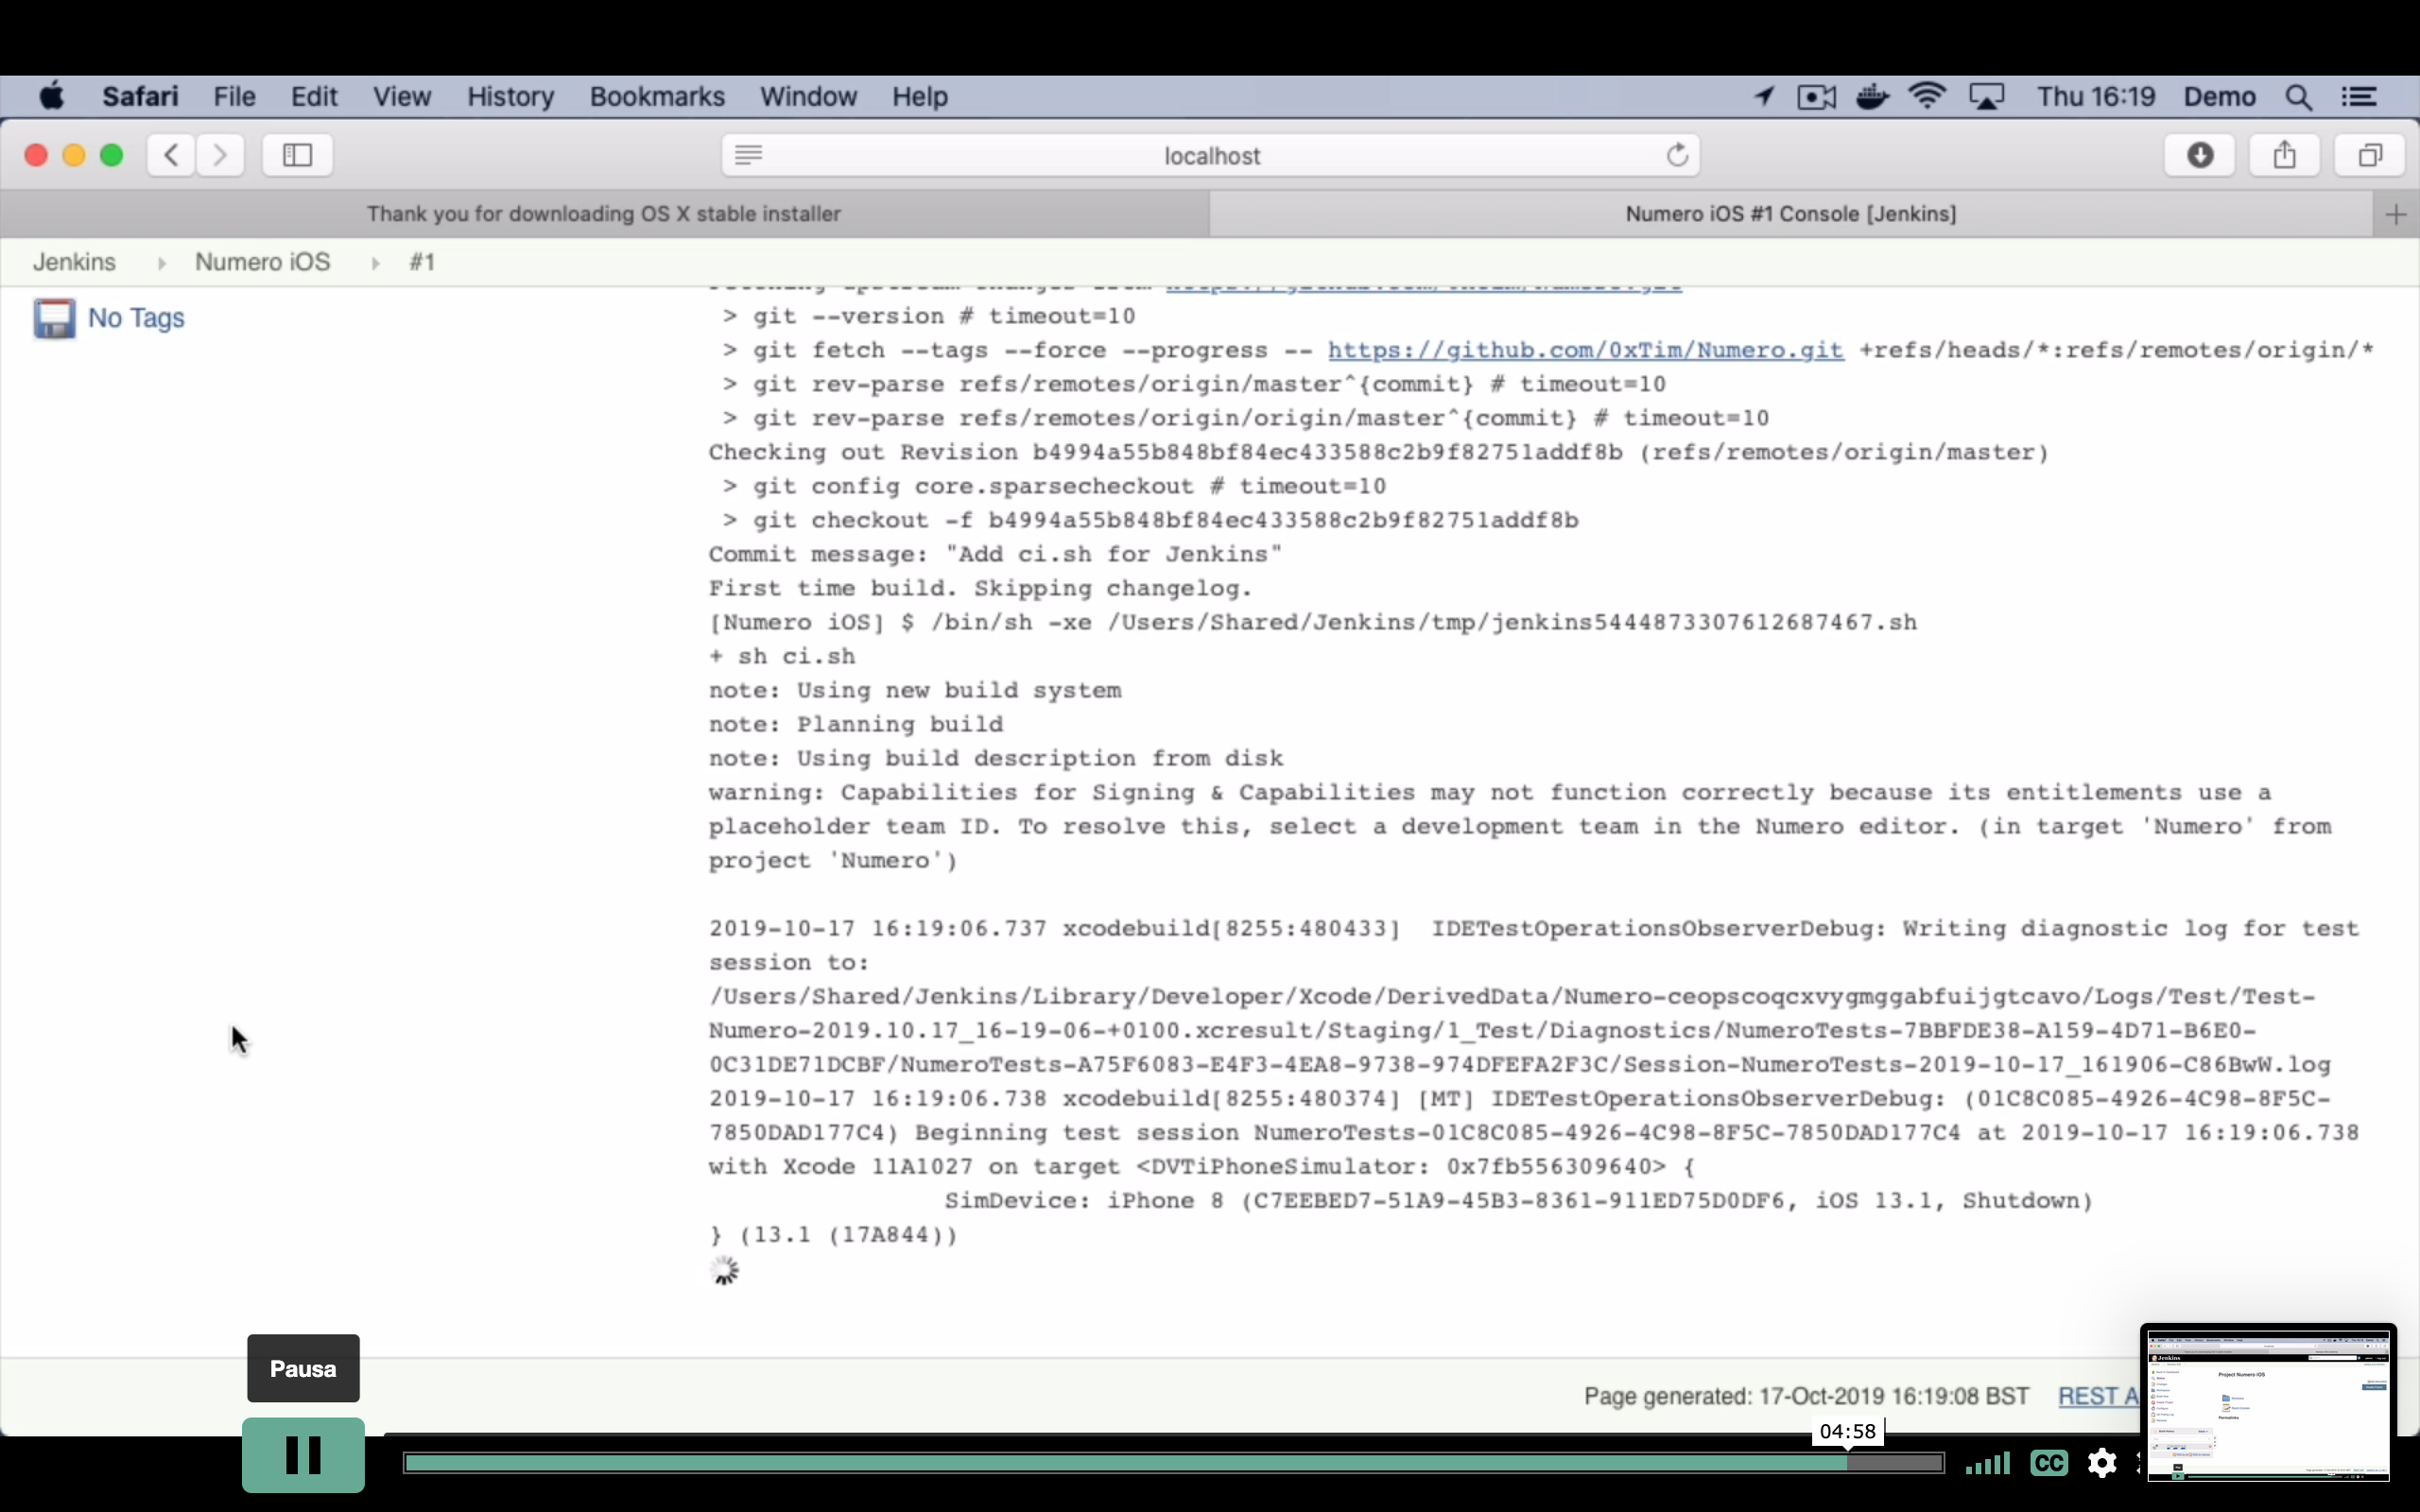 Safari File Edit View History Bookmarks Window Help Thu 16:19 Demo
localhost
Thank you for downloading OS X stable installer
Numero iOS #1 Console [Jenkins]
Jenkins Numero iOS #1
No Tags
> git --version # timeout=10
> git fetch --tags --force --progress -- https://github.com/0xTim/Numero.git +refs/heads/*:refs/remotes/origin/*
> git rev-parse refs/remotes/origin/master^{commit} # timeout=10
> git rev-parse refs/remotes/origin/origin/master^{commit} # timeout=10
Checking out Revision b4994a55b848bf84ec433588c2b9f82751addf8b (refs/remotes/origin/master)
> git config core.sparsecheckout # timeout=10
> git checkout -f b4994a55b848bf84ec433588c2b9f82751addf8b
Commit message: "Add ci.sh for Jenkins"
First time build. Skipping changelog.
[Numero iOS] $ /bin/sh -xe /Users/Shared/Jenkins/tmp/jenkins5444873307612687467.sh
+ sh ci.sh
note: Using new build system
note: Planning build
note: Using build description from disk
warning: Capabilities for Signing & Capabilities may not function correctly because its entitlements use a
placeholder team ID. To resolve this, select a development team in the Numero editor. (in target 'Numero' from
project 'Numero')
2019-10-17 16:19:06.737 xcodebuild[8255:480433]  IDETestOperationsObserverDebug: Writing diagnostic log for test
session to:
/Users/Shared/Jenkins/Library/Developer/Xcode/DerivedData/Numero-ceopscoqcxvygmggabfuijgtcavo/Logs/Test/Test-
Numero-2019.10.17_16-19-06-+0100.xcresult/Staging/1_Test/Diagnostics/NumeroTests-7BBFDE38-A159-4D71-B6E0-
0C31DE71DCBF/NumeroTests-A75F6083-E4F3-4EA8-9738-974DFEFA2F3C/Session-NumeroTests-2019-10-17_161906-C86BwW.log
2019-10-17 16:19:06.738 xcodebuild[8255:480374] [MT] IDETestOperationsObserverDebug: (01C8C085-4926-4C98-8F5C-
7850DAD177C4) Beginning test session NumeroTests-01C8C085-4926-4C98-8F5C-7850DAD177C4 at 2019-10-17 16:19:06.738
with Xcode 11A1027 on target <DVTiPhoneSimulator: 0x7fb556309640> {
SimDevice: iPhone 8 (C7EEBED7-51A9-45B3-8361-911ED75D0DF6, iOS 13.1, Shutdown)
} (13.1 (17A844))
Pausa
Page generated: 17-Oct-2019 16:19:08 BST REST A
04:58
CC
Jenkins
Project Numero iOS